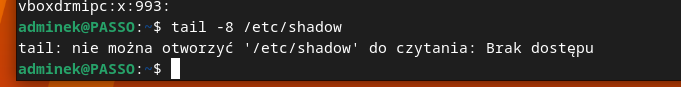 vboxdrmipc:x:993:
adminek@PASSO:~$ tail -8 /etc/shadow
tail: nie można otworzyć '/etc/shadow' do czytania: Brak dostępu
adminek@PASSO:~$